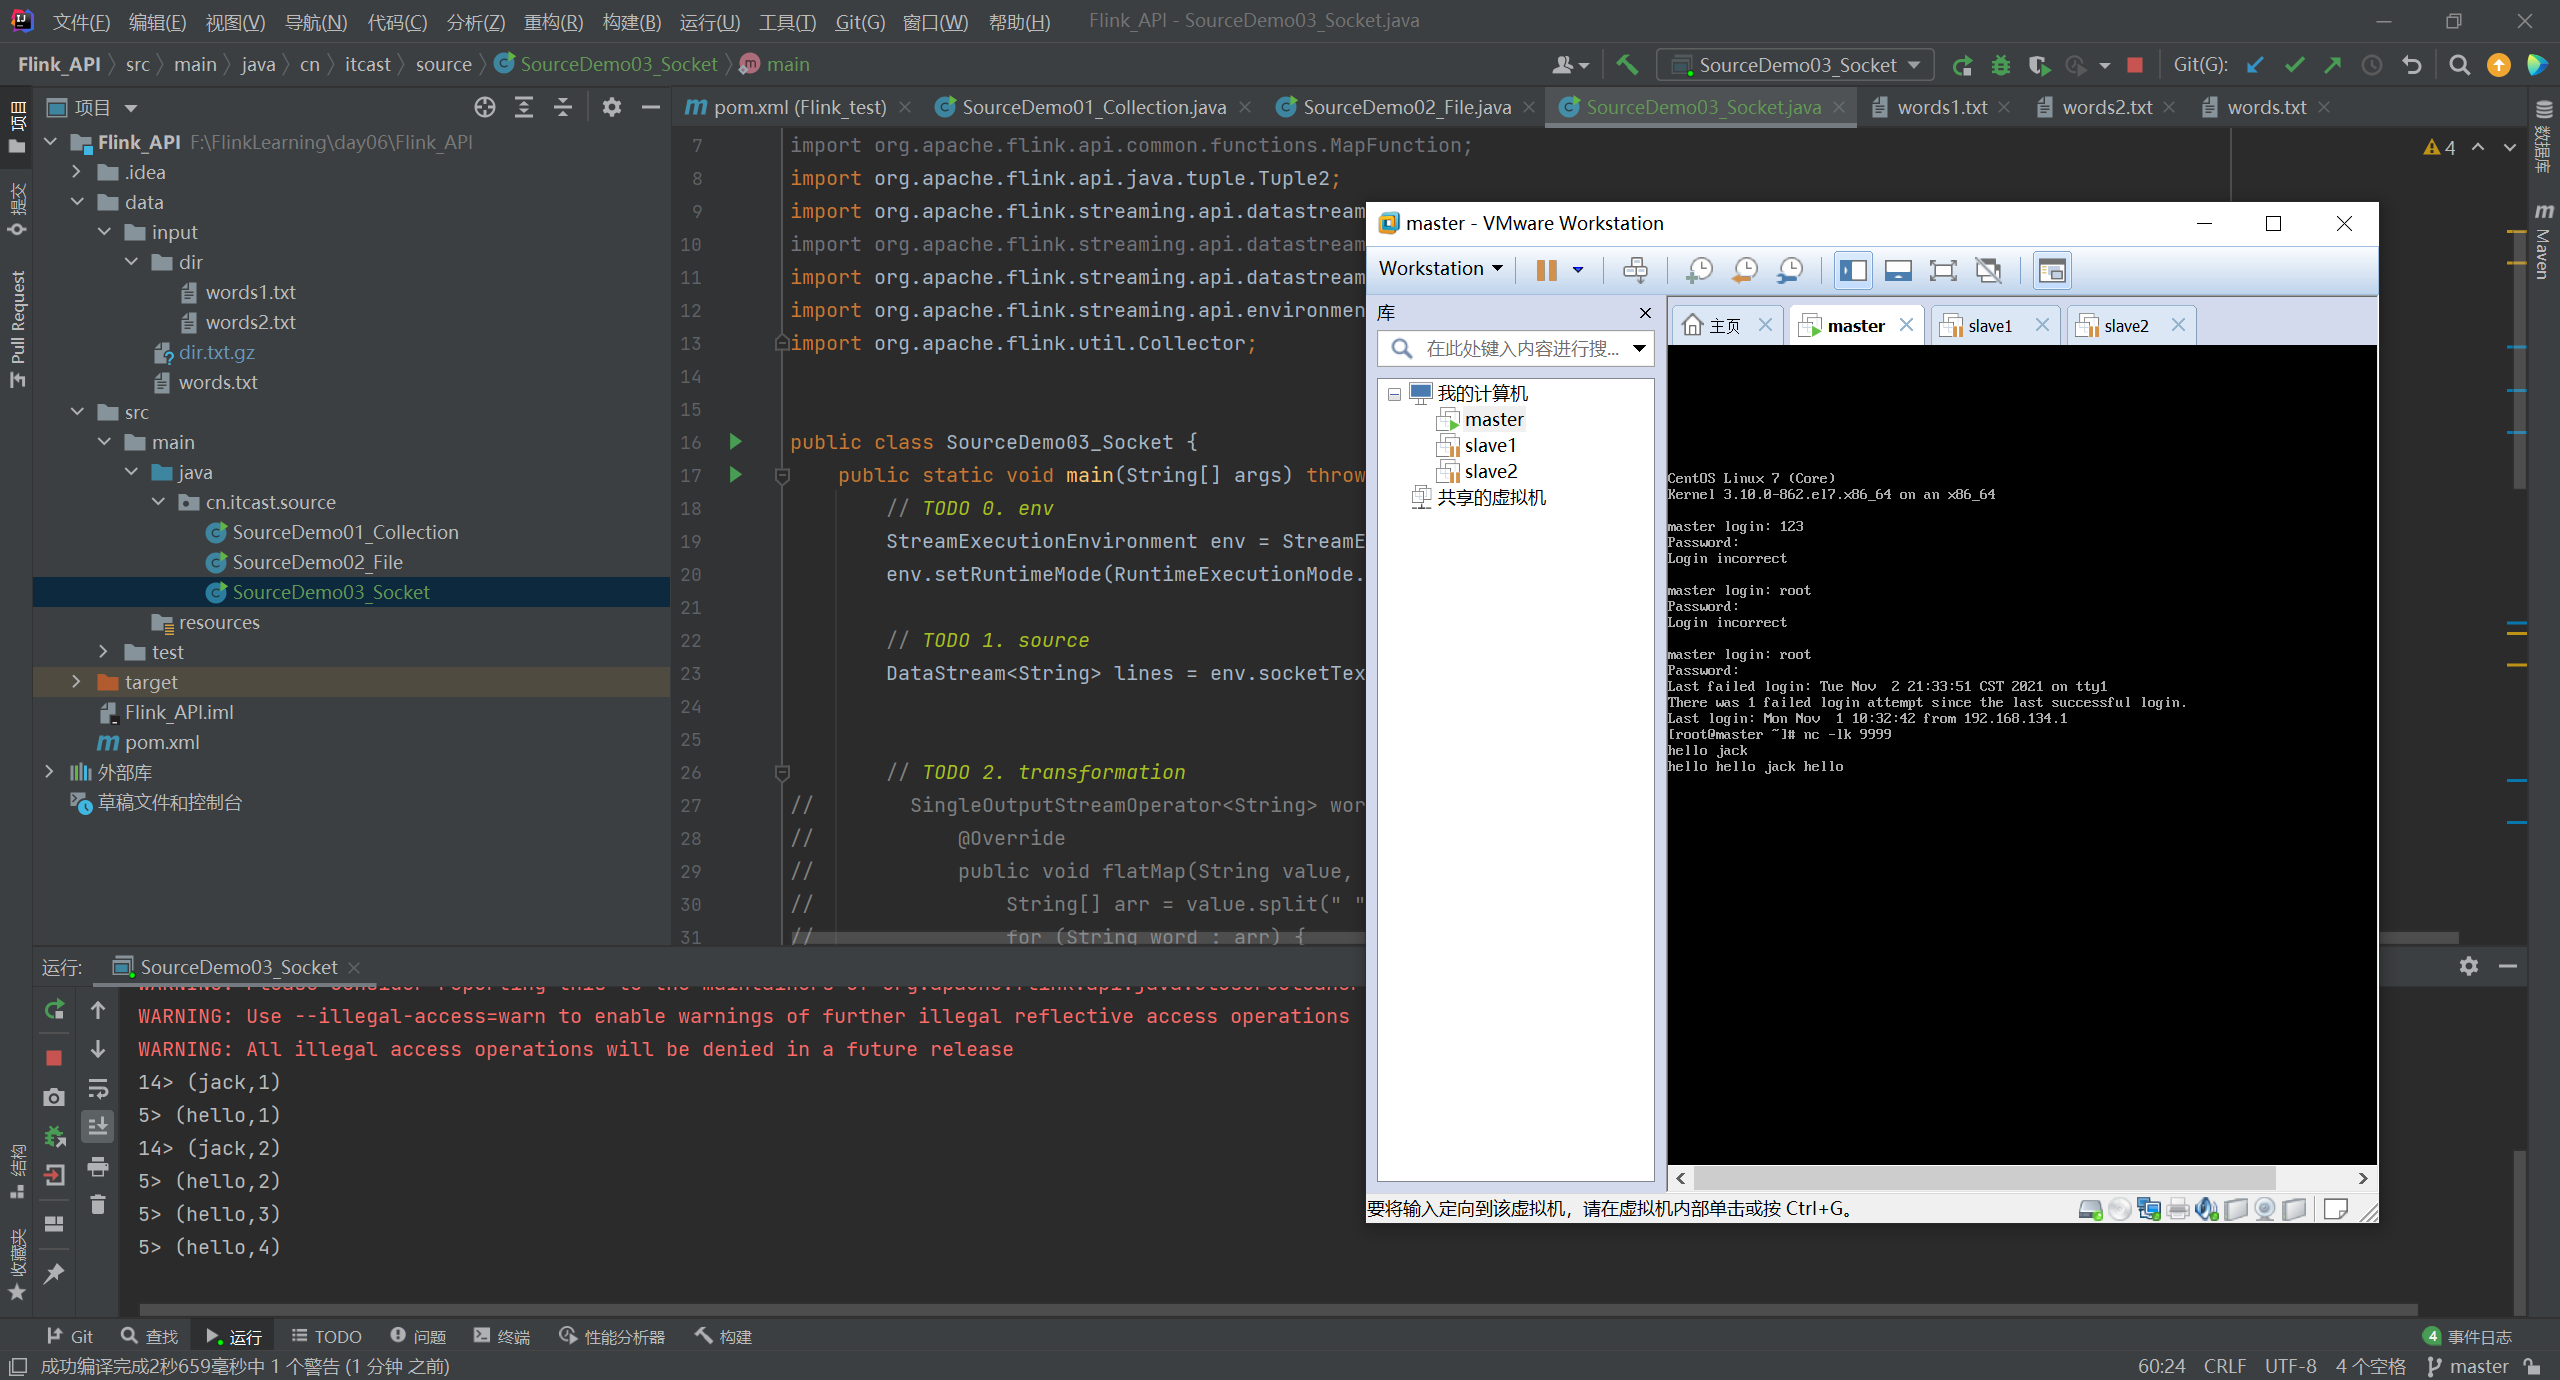 文件(F) 编辑(E) 视图(V) 导航(N) 代码(C) 分析(Z) 重构(R) 构建(B) 运行(U) 工具(T) Git(G) 窗口(W) 帮助(H) Flink_API - SourceDemo03_Socket.java
Flink_API src main java cn itcast source SourceDemo03_Socket main
SourceDemo03_Socket Git(G):
项目
pom.xml (Flink_test) SourceDemo01_Collection.java SourceDemo02_File.java SourceDemo03_Socket.java words1.txt words2.txt words.txt
项目
提交
Pull Request
结构
收藏夹
数据库
Maven
Flink_API F:\FlinkLearning\day06\Flink_API
.idea
data
input
dir
words1.txt
words2.txt
dir.txt.gz
words.txt
src
main
java
cn.itcast.source
SourceDemo01_Collection
SourceDemo02_File
SourceDemo03_Socket
resources
test
target
Flink_API.iml
pom.xml
外部库
草稿文件和控制台
4
7 import org.apache.flink.api.common.functions.MapFunction;
8 import org.apache.flink.api.java.tuple.Tuple2;
9 import org.apache.flink.streaming.api.datastream
10 import org.apache.flink.streaming.api.datastream
11 import org.apache.flink.streaming.api.datastream
12 import org.apache.flink.streaming.api.environmen
13 import org.apache.flink.util.Collector;
14
15
16 public class SourceDemo03_Socket {
17 public static void main(String[] args) throw
18 // TODO 0. env
19 StreamExecutionEnvironment env = StreamE
20 env.setRuntimeMode(RuntimeExecutionMode.
21
22 // TODO 1. source
23 DataStream<String> lines = env.socketTex
24
25
26 // TODO 2. transformation
27 // SingleOutputStreamOperator<String> wor
28 // @Override
29 // public void flatMap(String value,
30 // String[] arr = value.split(" "
31 // for (String word : arr) {
master - VMware Workstation
Workstation
库
在此处键入内容进行搜...
我的计算机
master
slave1
slave2
共享的虚拟机
主页 master slave1 slave2
CentOS Linux 7 (Core)
Kernel 3.10.0-862.el7.x86_64 on an x86_64
master login: 123
Password:
Login incorrect
master login: root
Password:
Login incorrect
master login: root
Password:
Last failed login: Tue Nov  2 21:33:51 CST 2021 on tty1
There was 1 failed login attempt since the last successful login.
Last login: Mon Nov  1 10:32:42 from 192.168.134.1
[root@master ~]# nc -lk 9999
hello jack
hello hello jack hello
要将输入定向到该虚拟机，请在虚拟机内部单击或按 Ctrl+G。
运行: SourceDemo03_Socket
WARNING: Please consider reporting this to the maintainers of org.apache.flink.api.java.ClosureCleaner
WARNING: Use --illegal-access=warn to enable warnings of further illegal reflective access operations
WARNING: All illegal access operations will be denied in a future release
14> (jack,1)
5> (hello,1)
14> (jack,2)
5> (hello,2)
5> (hello,3)
5> (hello,4)
Git 查找 运行 TODO 问题 终端 性能分析器 构建 4 事件日志
成功编译完成2秒659毫秒中 1 个警告 (1 分钟 之前) 60:24 CRLF UTF-8 4 个空格 master